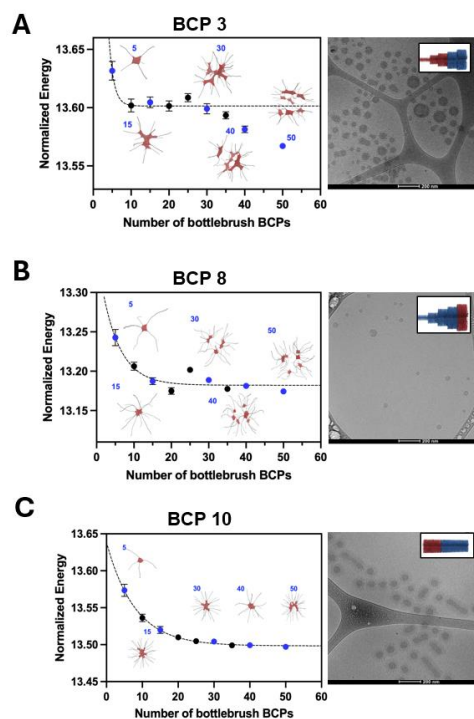 A
BCP 3
Normalized Energy
13.65
13.60
13.55
5
30
15
40
50
0 10 20 30 40 50 60
Number of bottlebrush BCPs
200 nm
B
BCP 8
Normalized Energy
13.30
13.25
13.20
13.15
13.10
5
30
50
15
40
0 10 20 30 40 50 60
Number of bottlebrush BCPs
200 nm
C
BCP 10
Normalized Energy
13.65
13.60
13.55
13.50
13.45
5
30
40
50
15
0 10 20 30 40 50 60
Number of bottlebrush BCPs
200 nm